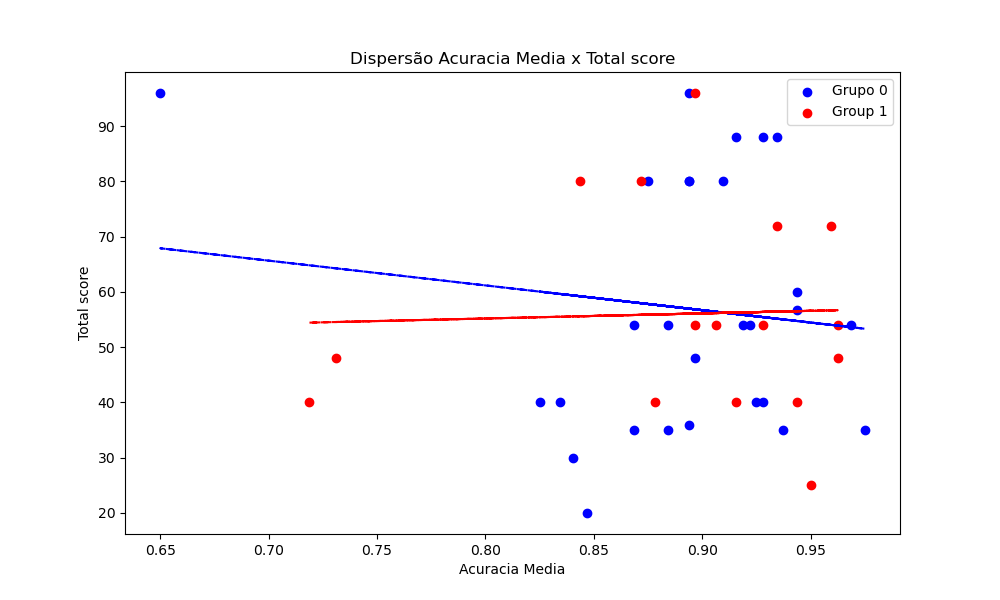 Dispersão Acuracia Media x Total score
Grupo 0
Group 1
Total score
90
80
70
60
50
40
30
20
0.65 0.70 0.75 0.80 0.85 0.90 0.95
Acuracia Media